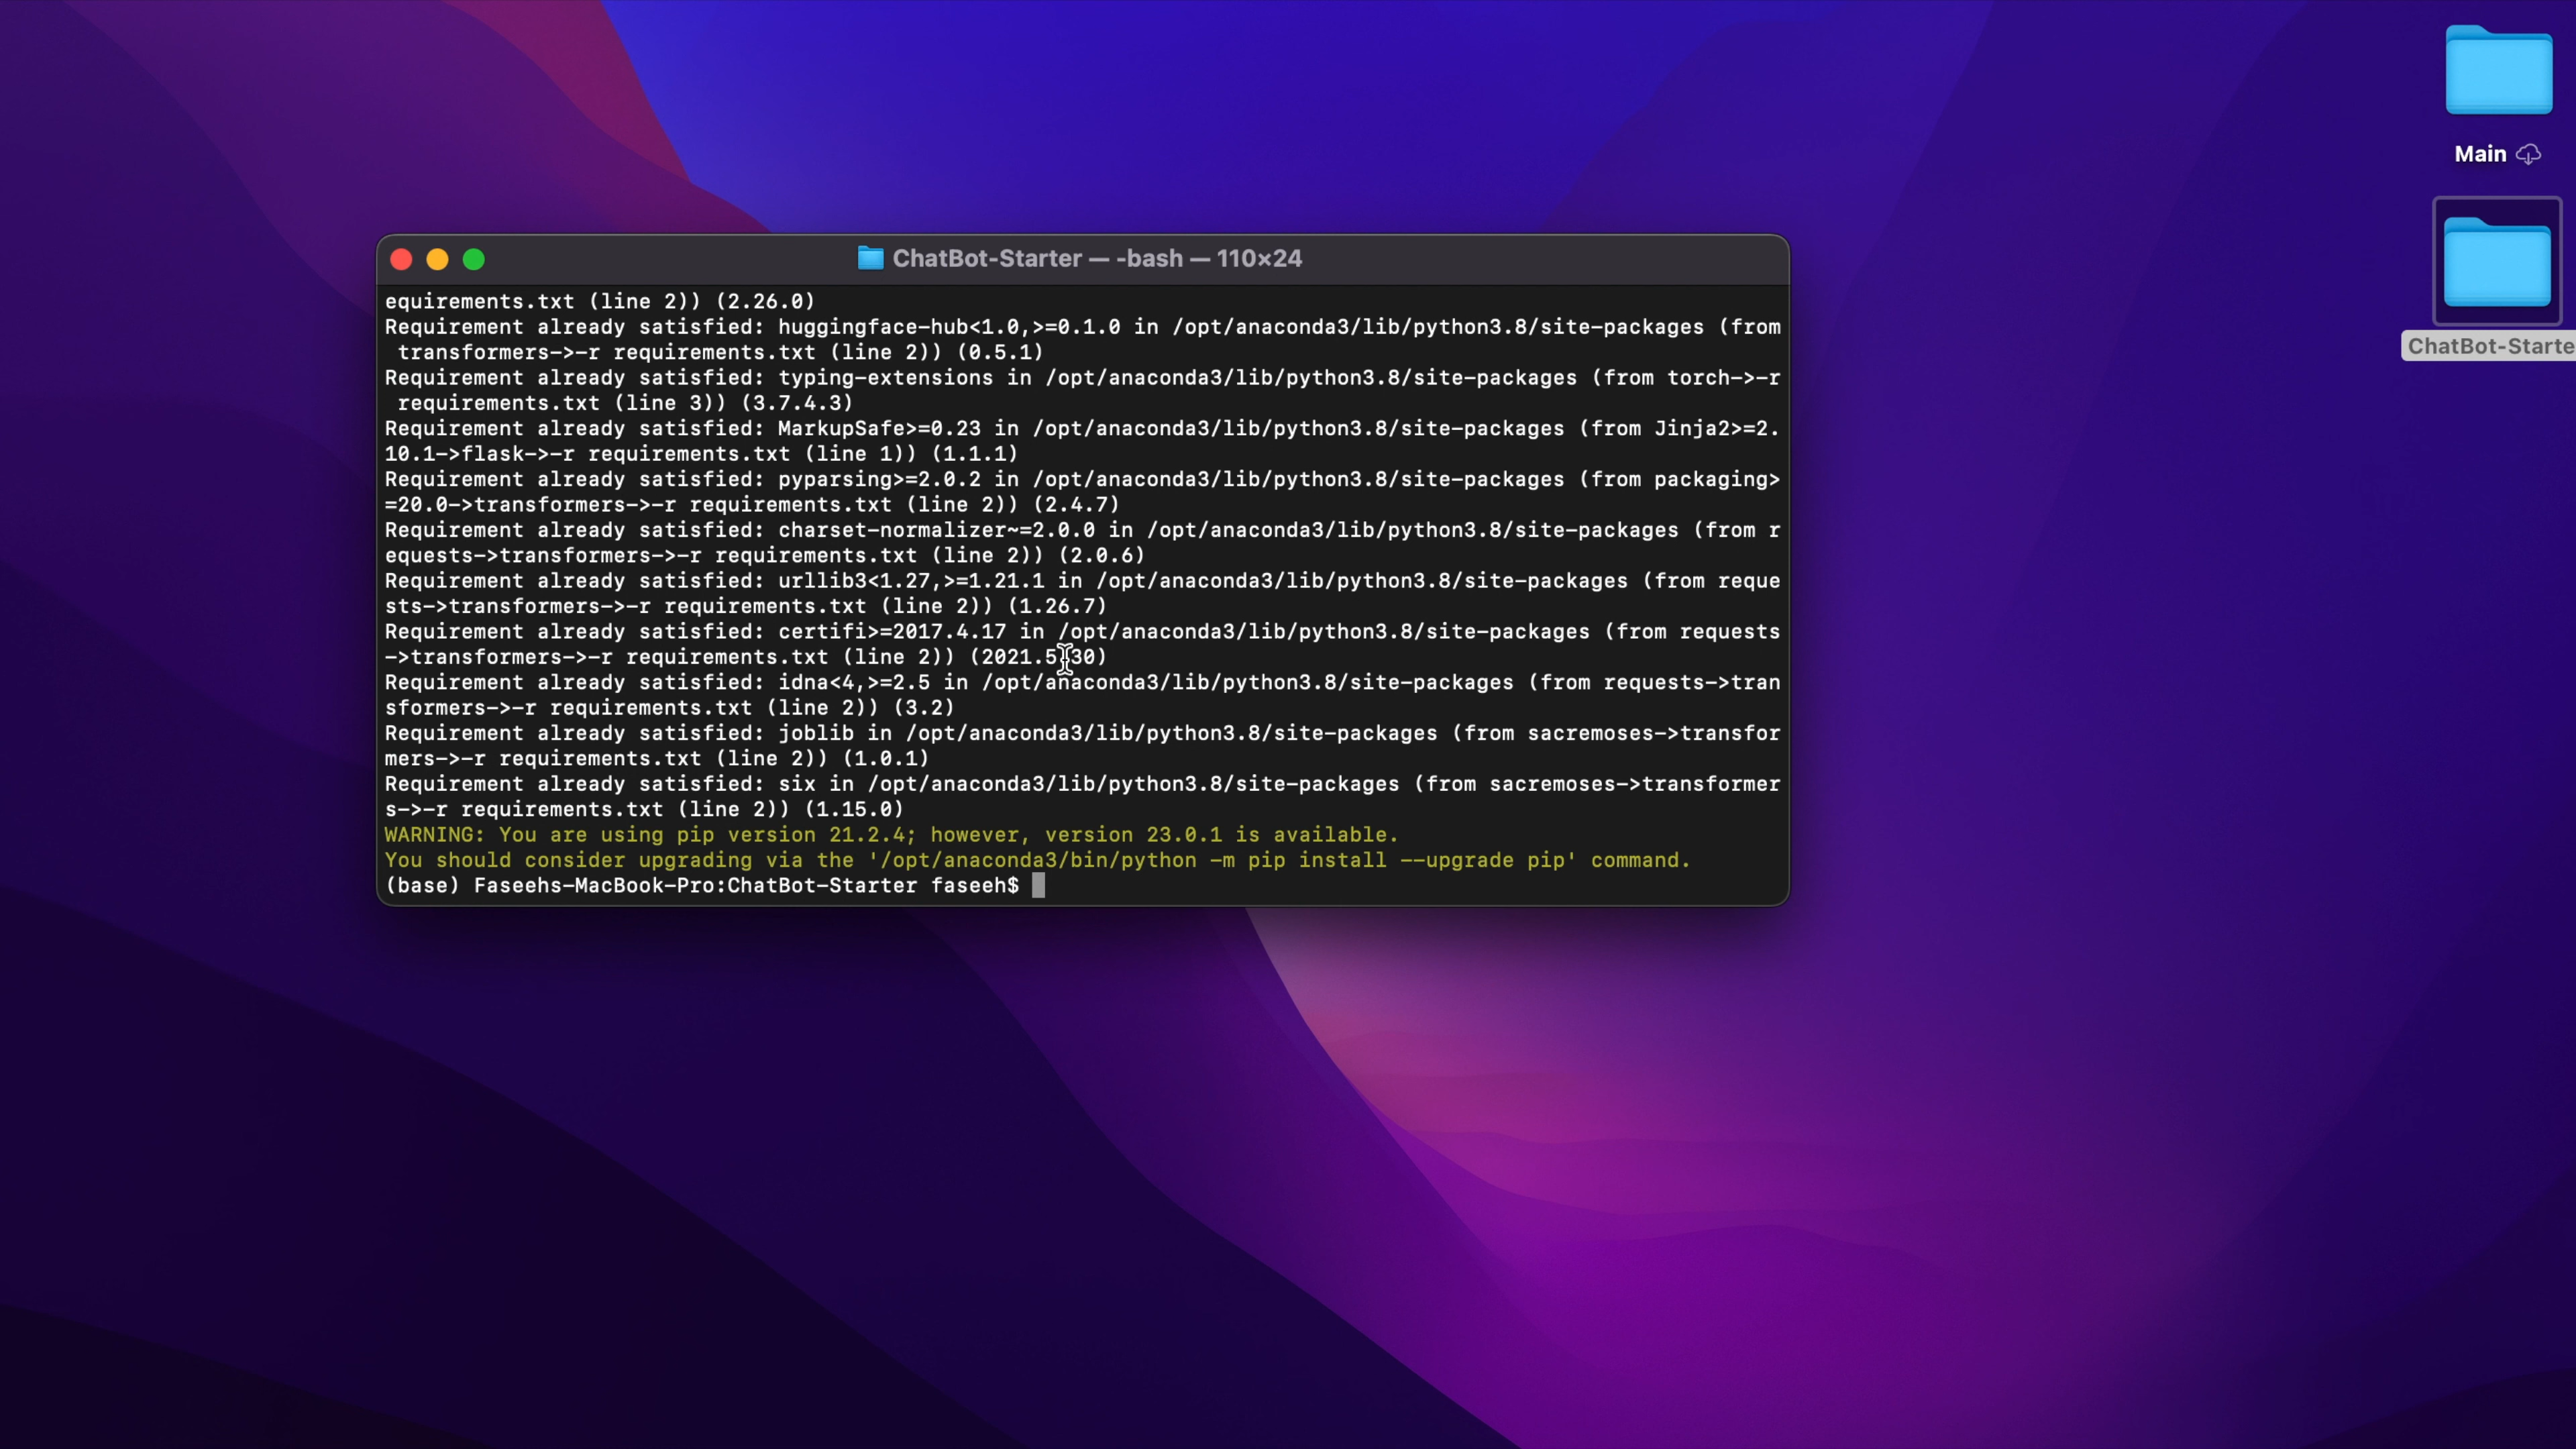 Main
ChatBot-Starte
ChatBot-Starter — -bash — 110×24
equirements.txt (line 2)) (2.26.0)
Requirement already satisfied: huggingface-hub<1.0,>=0.1.0 in /opt/anaconda3/lib/python3.8/site-packages (from
transformers->-r requirements.txt (line 2)) (0.5.1)
Requirement already satisfied: typing-extensions in /opt/anaconda3/lib/python3.8/site-packages (from torch->-r
requirements.txt (line 3)) (3.7.4.3)
Requirement already satisfied: MarkupSafe>=0.23 in /opt/anaconda3/lib/python3.8/site-packages (from Jinja2>=2.
10.1->flask->-r requirements.txt (line 1)) (1.1.1)
Requirement already satisfied: pyparsing>=2.0.2 in /opt/anaconda3/lib/python3.8/site-packages (from packaging>
=20.0->transformers->-r requirements.txt (line 2)) (2.4.7)
Requirement already satisfied: charset-normalizer~=2.0.0 in /opt/anaconda3/lib/python3.8/site-packages (from r
equests->transformers->-r requirements.txt (line 2)) (2.0.6)
Requirement already satisfied: urllib3<1.27,>=1.21.1 in /opt/anaconda3/lib/python3.8/site-packages (from reque
sts->transformers->-r requirements.txt (line 2)) (1.26.7)
Requirement already satisfied: certifi>=2017.4.17 in /opt/anaconda3/lib/python3.8/site-packages (from requests
->transformers->-r requirements.txt (line 2)) (2021.5.30)
Requirement already satisfied: idna<4,>=2.5 in /opt/anaconda3/lib/python3.8/site-packages (from requests->tran
sformers->-r requirements.txt (line 2)) (3.2)
Requirement already satisfied: joblib in /opt/anaconda3/lib/python3.8/site-packages (from sacremoses->transfor
mers->-r requirements.txt (line 2)) (1.0.1)
Requirement already satisfied: six in /opt/anaconda3/lib/python3.8/site-packages (from sacremoses->transformer
s->-r requirements.txt (line 2)) (1.15.0)
WARNING: You are using pip version 21.2.4; however, version 23.0.1 is available.
You should consider upgrading via the '/opt/anaconda3/bin/python -m pip install --upgrade pip' command.
(base) Faseehs-MacBook-Pro:ChatBot-Starter faseeh$